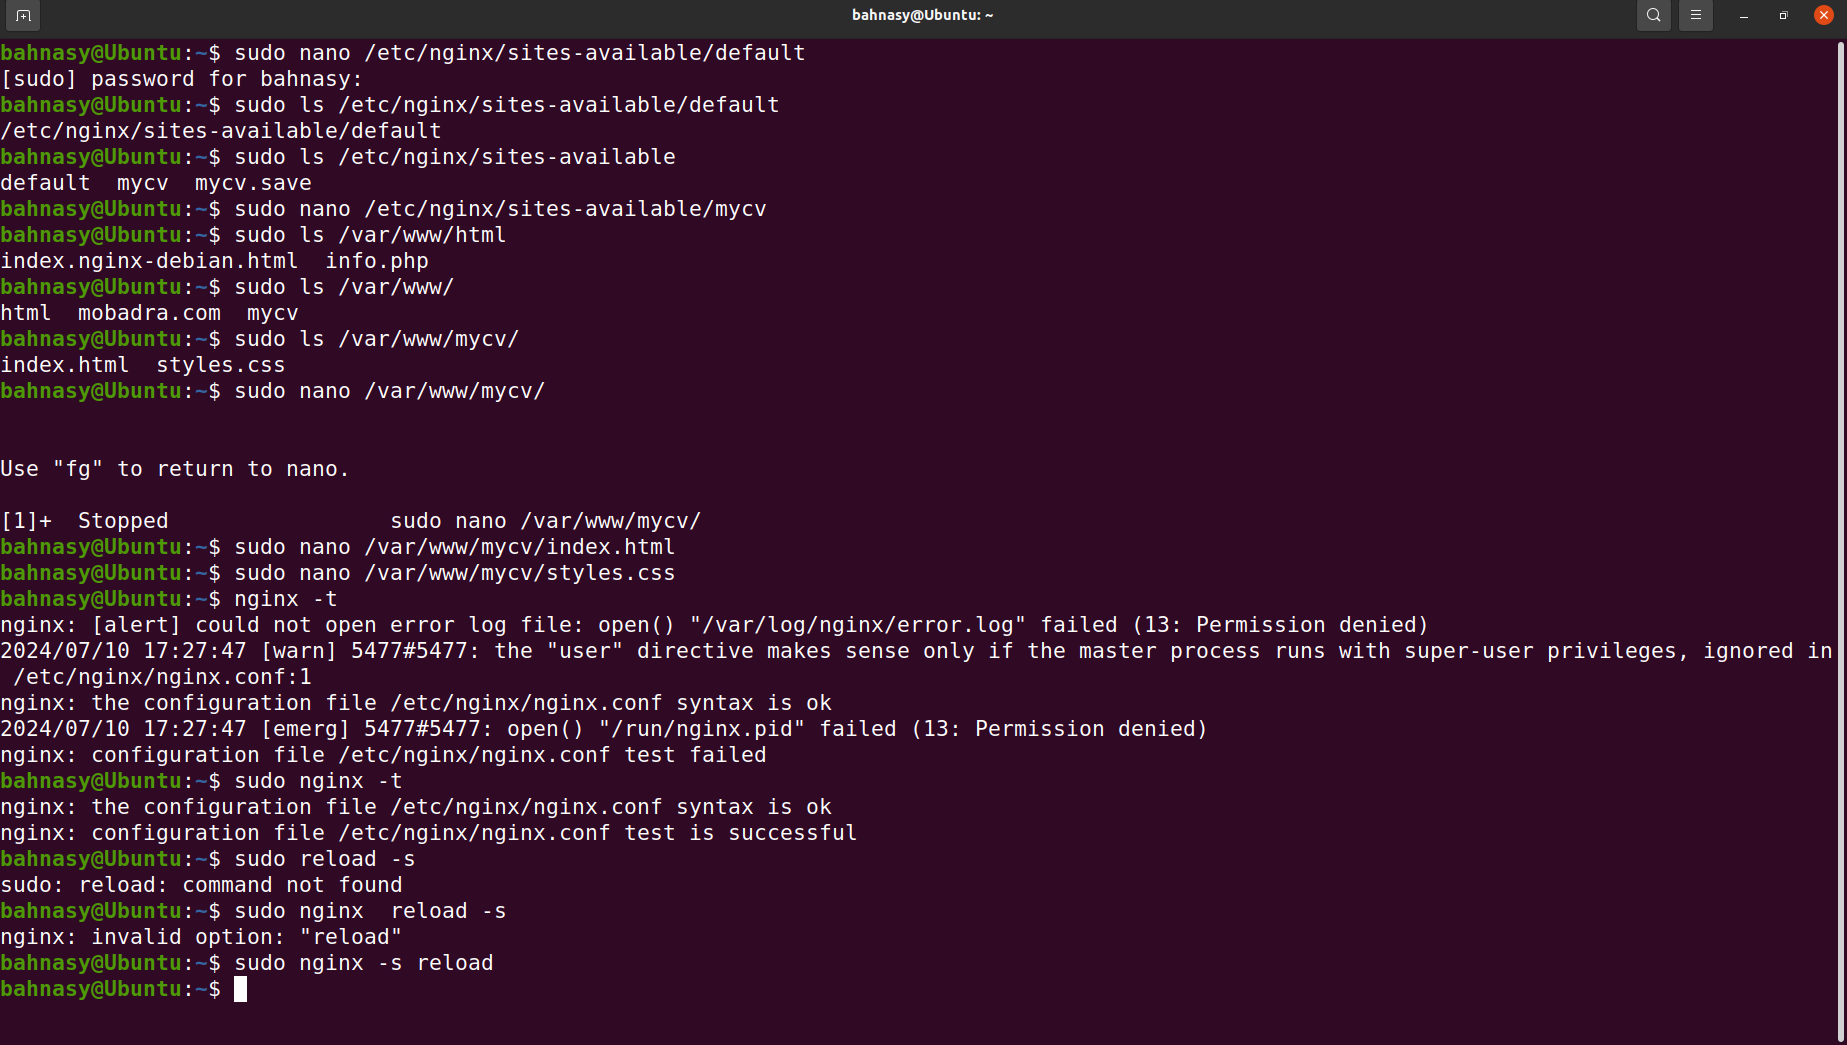 bahnasy@Ubuntu: ~
bahnasy@Ubuntu:~$ sudo nano /etc/nginx/sites-available/default
[sudo] password for bahnasy:
bahnasy@Ubuntu:~$ sudo ls /etc/nginx/sites-available/default
/etc/nginx/sites-available/default
bahnasy@Ubuntu:~$ sudo ls /etc/nginx/sites-available
default  mycv  mycv.save
bahnasy@Ubuntu:~$ sudo nano /etc/nginx/sites-available/mycv
bahnasy@Ubuntu:~$ sudo ls /var/www/html
index.nginx-debian.html  info.php
bahnasy@Ubuntu:~$ sudo ls /var/www/
html  mobadra.com  mycv
bahnasy@Ubuntu:~$ sudo ls /var/www/mycv/
index.html  styles.css
bahnasy@Ubuntu:~$ sudo nano /var/www/mycv/
Use "fg" to return to nano.
[1]+  Stopped                 sudo nano /var/www/mycv/
bahnasy@Ubuntu:~$ sudo nano /var/www/mycv/index.html
bahnasy@Ubuntu:~$ sudo nano /var/www/mycv/styles.css
bahnasy@Ubuntu:~$ nginx -t
nginx: [alert] could not open error log file: open() "/var/log/nginx/error.log" failed (13: Permission denied)
2024/07/10 17:27:47 [warn] 5477#5477: the "user" directive makes sense only if the master process runs with super-user privileges, ignored in
 /etc/nginx/nginx.conf:1
nginx: the configuration file /etc/nginx/nginx.conf syntax is ok
2024/07/10 17:27:47 [emerg] 5477#5477: open() "/run/nginx.pid" failed (13: Permission denied)
nginx: configuration file /etc/nginx/nginx.conf test failed
bahnasy@Ubuntu:~$ sudo nginx -t
nginx: the configuration file /etc/nginx/nginx.conf syntax is ok
nginx: configuration file /etc/nginx/nginx.conf test is successful
bahnasy@Ubuntu:~$ sudo reload -s
sudo: reload: command not found
bahnasy@Ubuntu:~$ sudo nginx  reload -s
nginx: invalid option: "reload"
bahnasy@Ubuntu:~$ sudo nginx -s reload
bahnasy@Ubuntu:~$